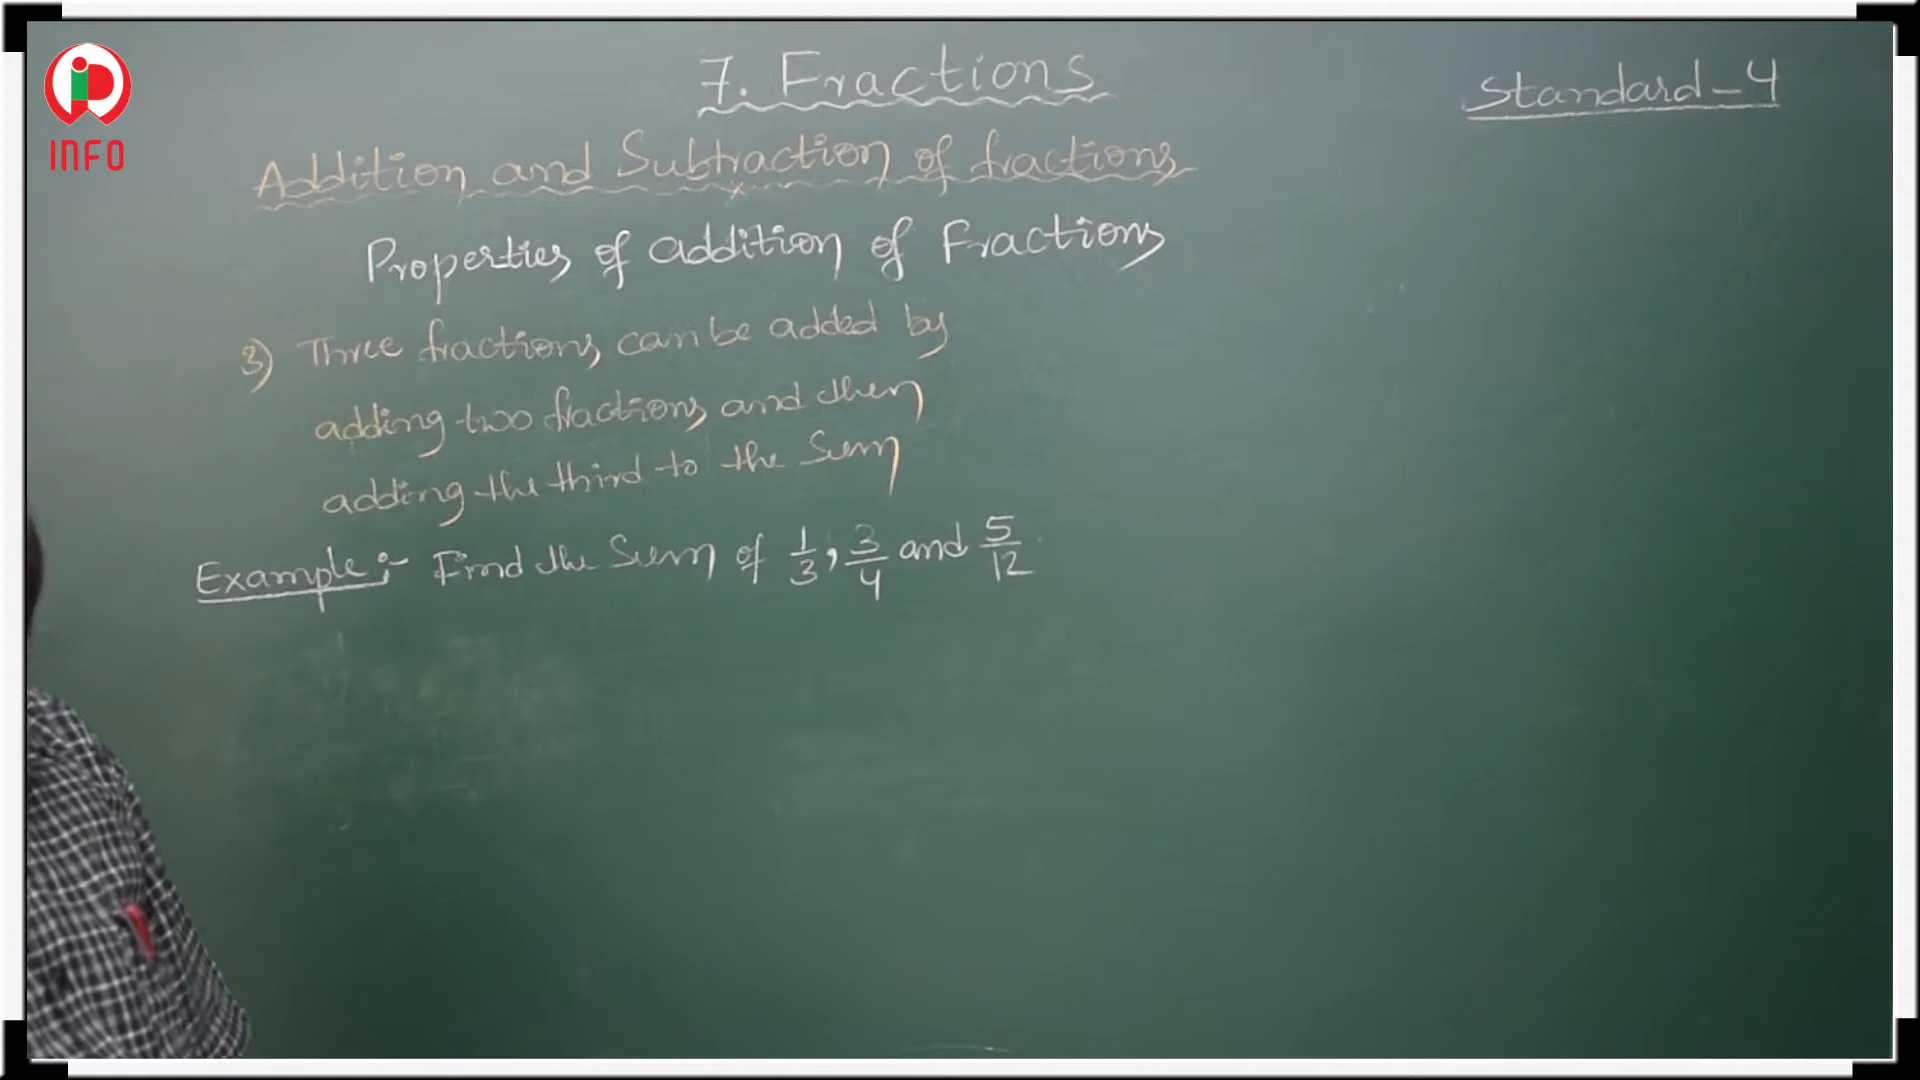 INFO
7. Fractions
Standard-4
Addition and Subtraction of fractions
Properties of addition of Fractions
3) Three fractions can be added by
adding two fractions and then
adding the third to the Sum
Example:- Find the Sum of 1/3, 3/4 and 5/12